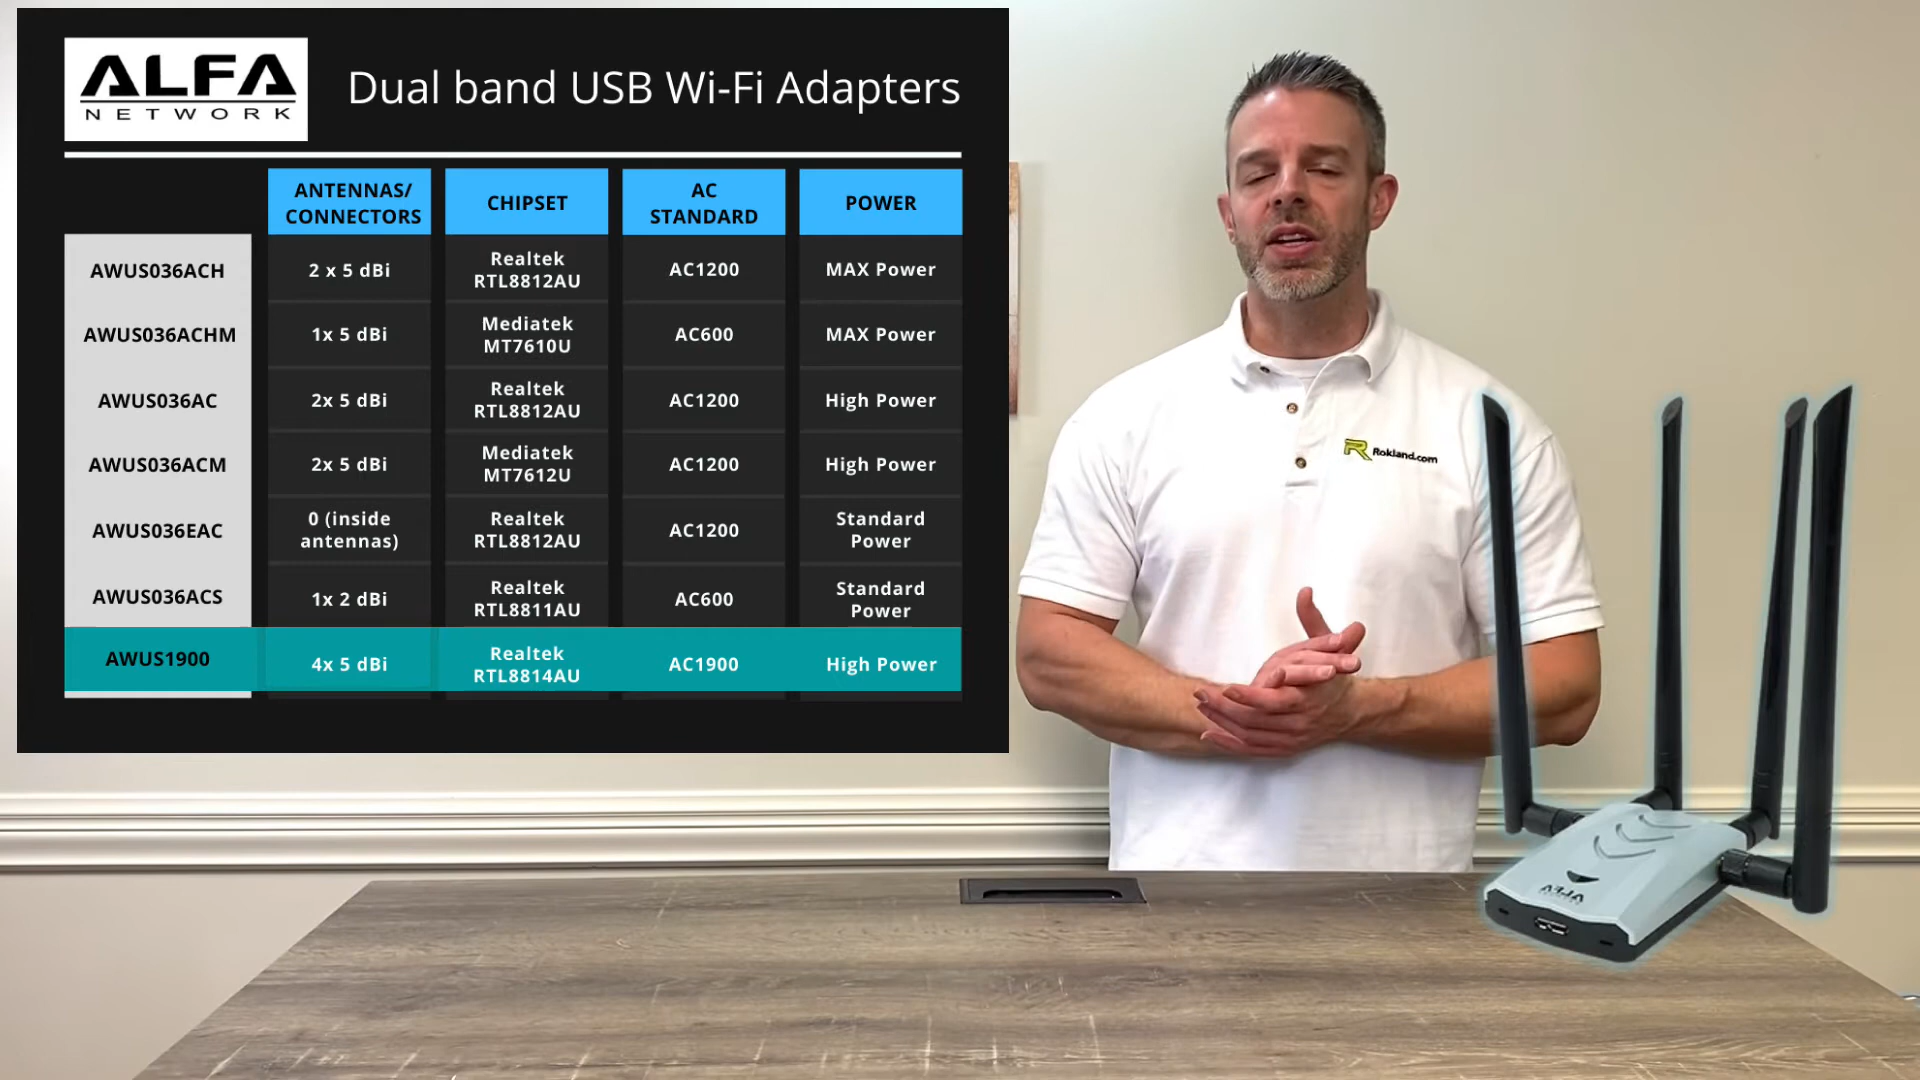 ALFA
NETWORK
Dual band USB Wi-Fi Adapters
ANTENNAS/
CONNECTORS
CHIPSET
AC
STANDARD
POWER
AWUS036ACH
2 x 5 dBi
Realtek
RTL8812AU
AC1200
MAX Power
AWUS036ACHM
1x 5 dBi
Mediatek
MT7610U
AC600
MAX Power
AWUS036AC
2x 5 dBi
Realtek
RTL8812AU
AC1200
High Power
AWUS036ACM
2x 5 dBi
Mediatek
MT7612U
AC1200
High Power
AWUS036EAC
0 (inside
antennas)
Realtek
RTL8812AU
AC1200
Standard
Power
AWUS036ACS
1x 2 dBi
Realtek
RTL8811AU
AC600
Standard
Power
AWUS1900
4x 5 dBi
Realtek
RTL8814AU
AC1900
High Power
R
Rokland.com
ALFA